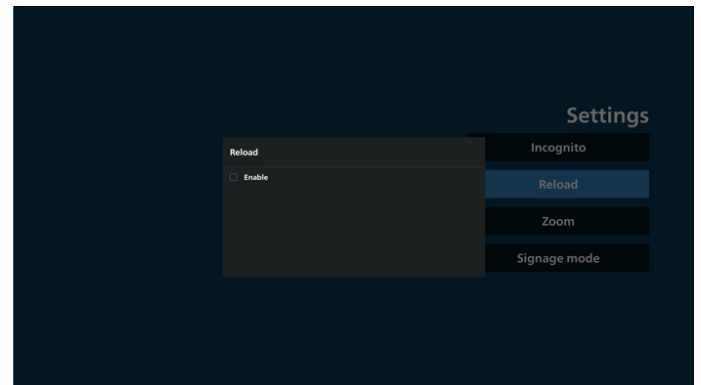 Settings
Incognito
Reload
Zoom
Signage mode
Reload
Enable